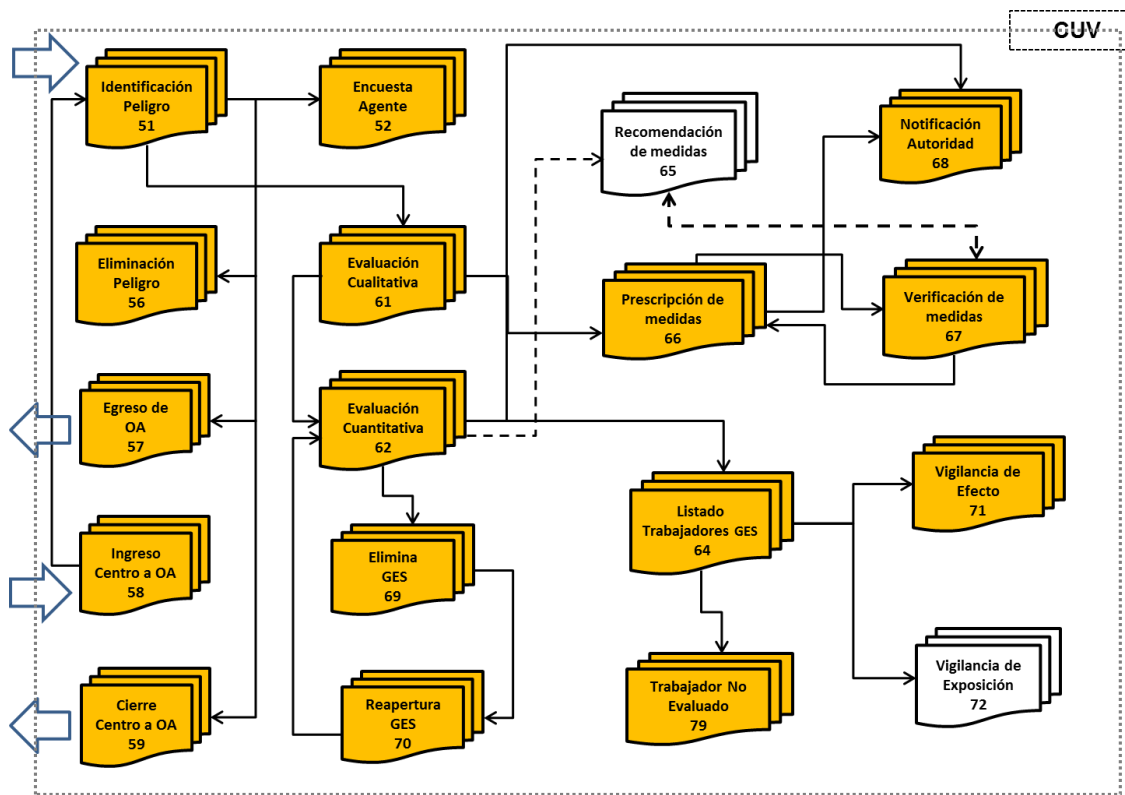 CUV
Identificación
Peligro
51
Encuesta
Agente
52
Recomendación
de medidas
65
Notificación
Autoridad
68
Eliminación
Peligro
56
Evaluación
Cualitativa
61
Prescripción de
medidas
66
Verificación de
medidas
67
Egreso de
OA
57
Evaluación
Cuantitativa
62
Listado
Trabajadores GES
64
Vigilancia de
Efecto
71
Ingreso
Centro a OA
58
Elimina
GES
69
Cierre
Centro a OA
59
Reapertura
GES
70
Trabajador No
Evaluado
79
Vigilancia de
Exposición
72